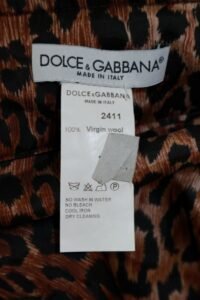 DOLCE & GABBANA®
MADE IN ITALY
DOLCE & GABBANA
MADE IN ITALY
2411
100% Virgin wool
NO WASH IN WATER
NO BLEACH
COOL IRON
DRY CLEANING